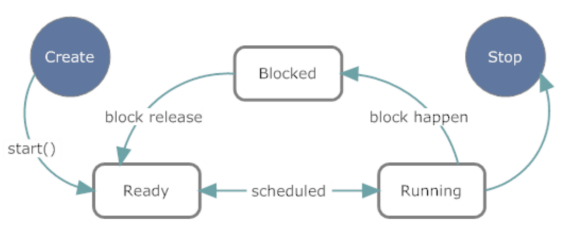 Create
Stop
Blocked
block release
block happen
start()
Ready
scheduled
Running